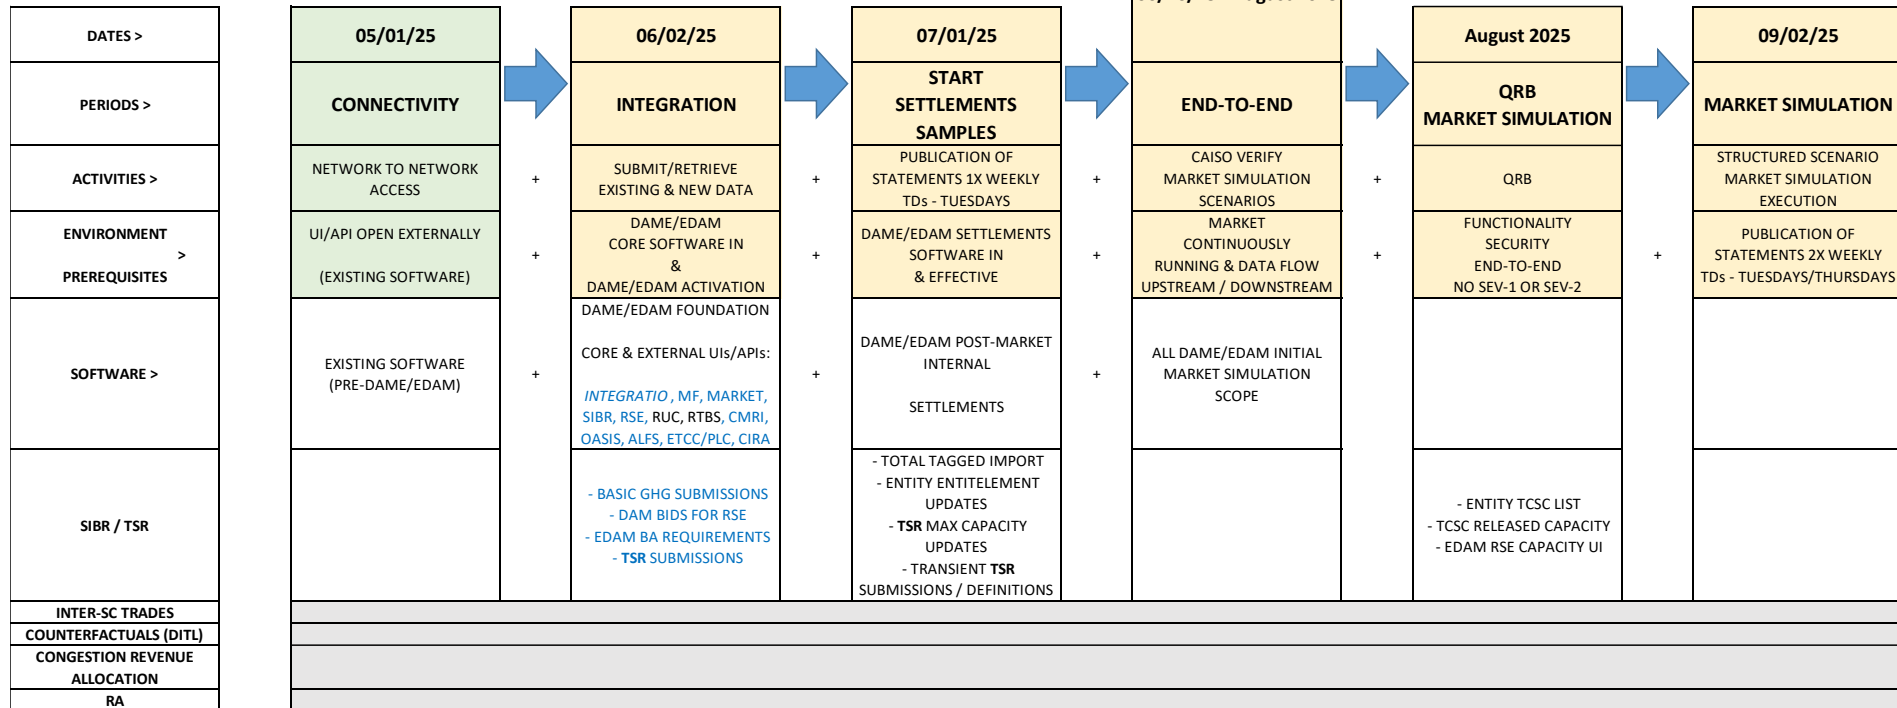 DATES >
05/01/25
06/02/25
07/01/25
August 2025
09/02/25
PERIODS >
CONNECTIVITY
INTEGRATION
START
SETTLEMENTS
SAMPLES
END-TO-END
QRB
MARKET SIMULATION
MARKET SIMULATION
ACTIVITIES >
NETWORK TO NETWORK
ACCESS
+
SUBMIT/RETRIEVE
EXISTING & NEW DATA
+
PUBLICATION OF
STATEMENTS 1X WEEKLY
TDs - TUESDAYS
+
CAISO VERIFY
MARKET SIMULATION
SCENARIOS
+
QRB
STRUCTURED SCENARIO
MARKET SIMULATION
EXECUTION
ENVIRONMENT
>
PREREQUISITES
UI/API OPEN EXTERNALLY
(EXISTING SOFTWARE)
+
DAME/EDAM
CORE SOFTWARE IN
&
DAME/EDAM ACTIVATION
+
DAME/EDAM SETTLEMENTS
SOFTWARE IN
& EFFECTIVE
+
MARKET
CONTINUOUSLY
RUNNING & DATA FLOW
UPSTREAM / DOWNSTREAM
+
FUNCTIONALITY
SECURITY
END-TO-END
NO SEV-1 OR SEV-2
+
PUBLICATION OF
STATEMENTS 2X WEEKLY
TDs - TUESDAYS/THURSDAYS
SOFTWARE >
EXISTING SOFTWARE
(PRE-DAME/EDAM)
+
DAME/EDAM FOUNDATION
CORE & EXTERNAL UIs/APIs:
INTEGRATIO , MF, MARKET,
SIBR, RSE, RUC, RTBS, CMRI,
OASIS, ALFS, ETCC/PLC, CIRA
+
DAME/EDAM POST-MARKET
INTERNAL
SETTLEMENTS
+
ALL DAME/EDAM INITIAL
MARKET SIMULATION
SCOPE
SIBR / TSR
- BASIC GHG SUBMISSIONS
- DAM BIDS FOR RSE
- EDAM BA REQUIREMENTS
- TSR SUBMISSIONS
- TOTAL TAGGED IMPORT
- ENTITY ENTITELEMENT
UPDATES
- TSR MAX CAPACITY
UPDATES
- TRANSIENT TSR
SUBMISSIONS / DEFINITIONS
- ENTITY TCSC LIST
- TCSC RELEASED CAPACITY
- EDAM RSE CAPACITY UI
INTER-SC TRADES
COUNTERFACTUALS (DITL)
CONGESTION REVENUE
ALLOCATION
RA